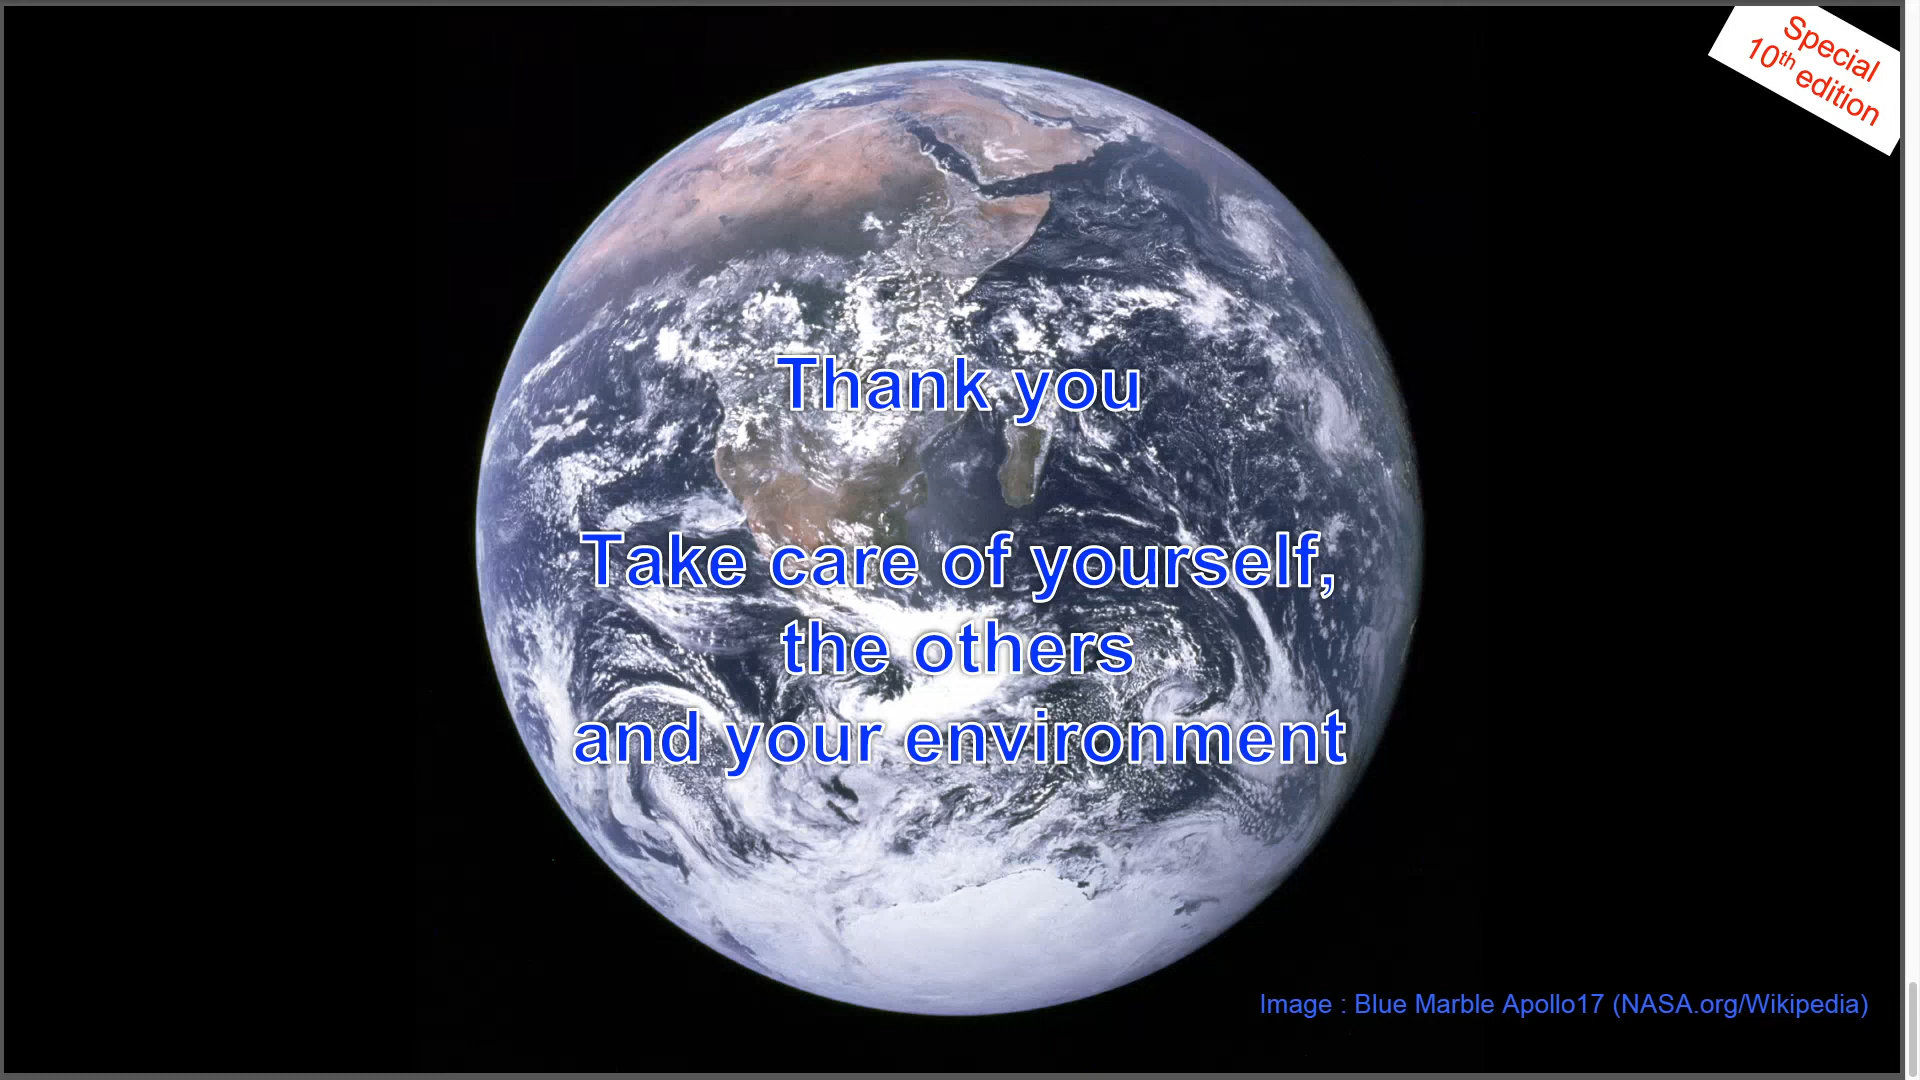 Special
10th edition
Thank you
Take care of yourself,
the others
and your environment
Image : Blue Marble Apollo17 (NASA.org/Wikipedia)